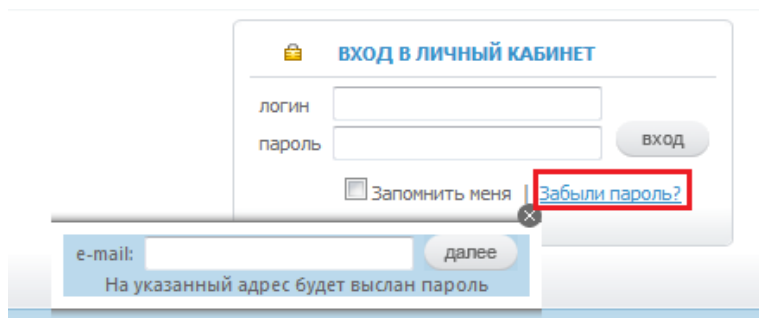 ВХОД В ЛИЧНЫЙ КАБИНЕТ
логин
пароль
вход
Запомнить меня | Забыли пароль?
e-mail: далее
На указанный адрес будет выслан пароль